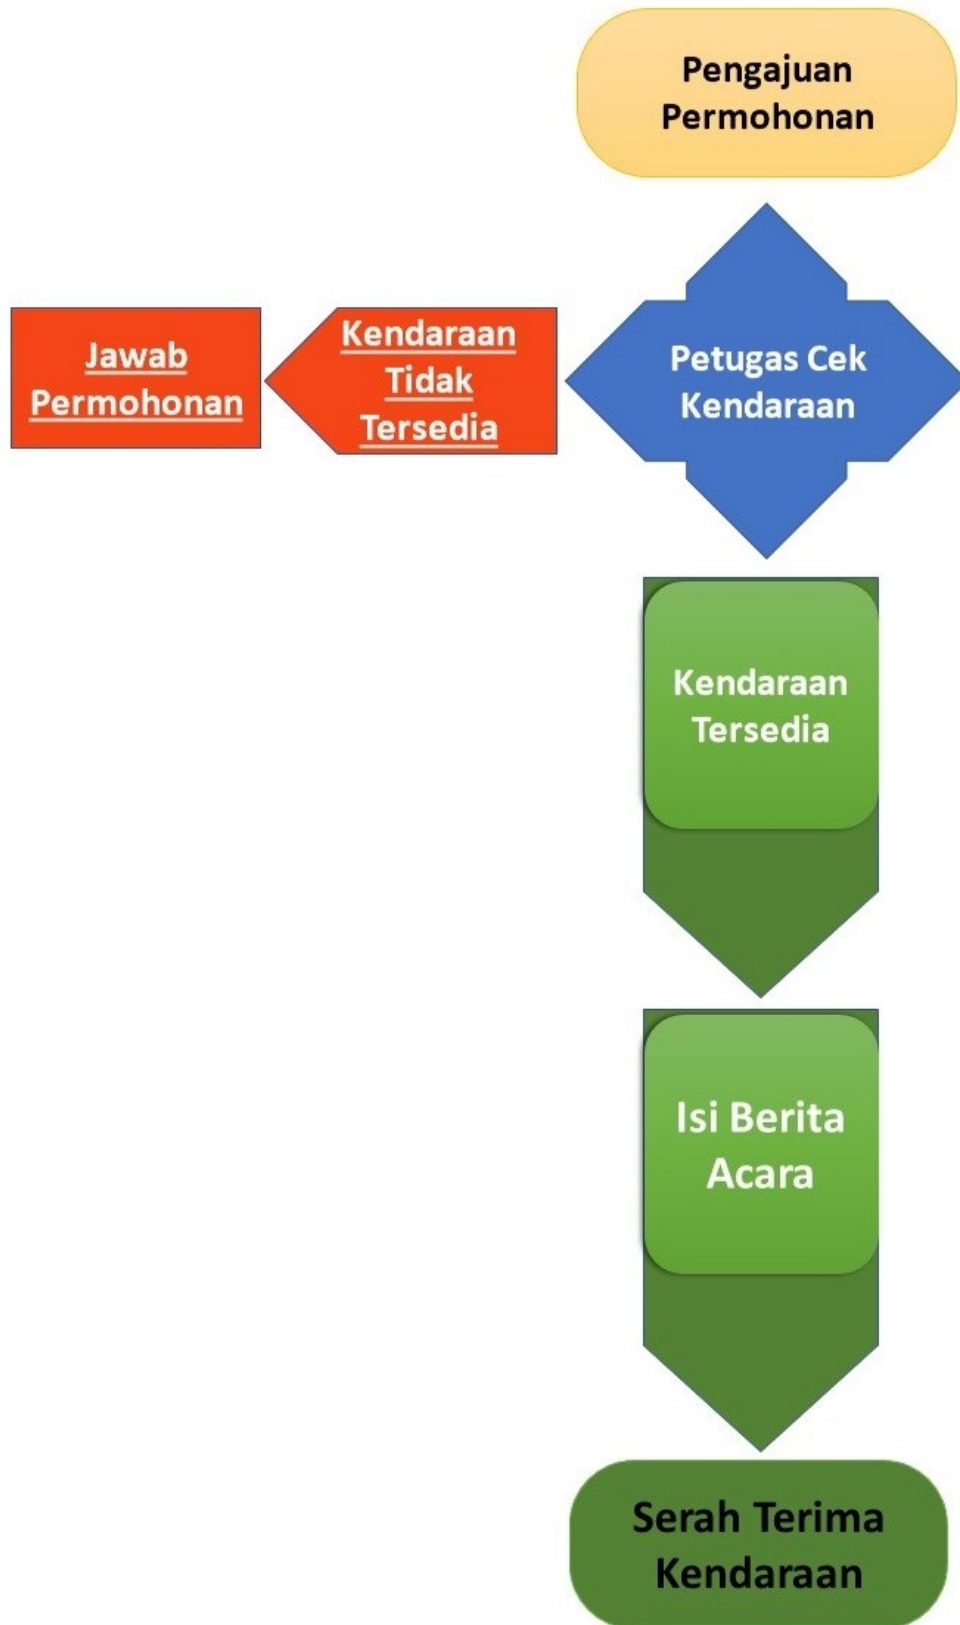 Pengajuan
Permohonan
Jawab
Permohonan
Kendaraan
Tidak
Tersedia
Petugas Cek
Kendaraan
Kendaraan
Tersedia
Isi Berita
Acara
Serah Terima
Kendaraan